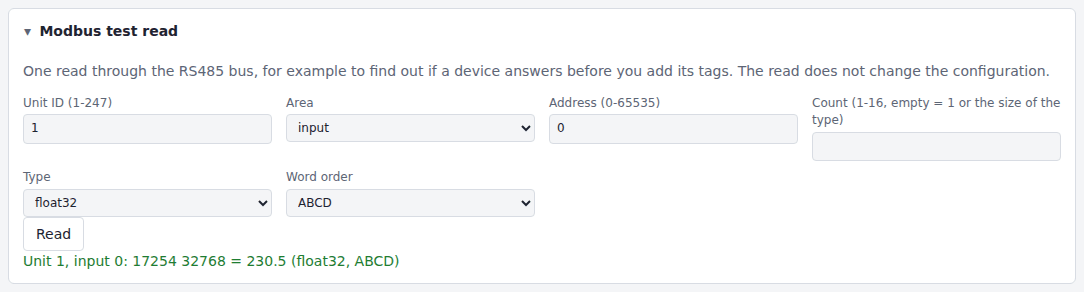 ▾ Modbus test read
One read through the RS485 bus, for example to find out if a device answers before you add its tags. The read does not change the configuration.
Unit ID (1-247)
1
Area
input
Address (0-65535)
0
Count (1-16, empty = 1 or the size of the
type)
Type
float32
Word order
ABCD
Read
Unit 1, input 0: 17254 32768 = 230.5 (float32, ABCD)